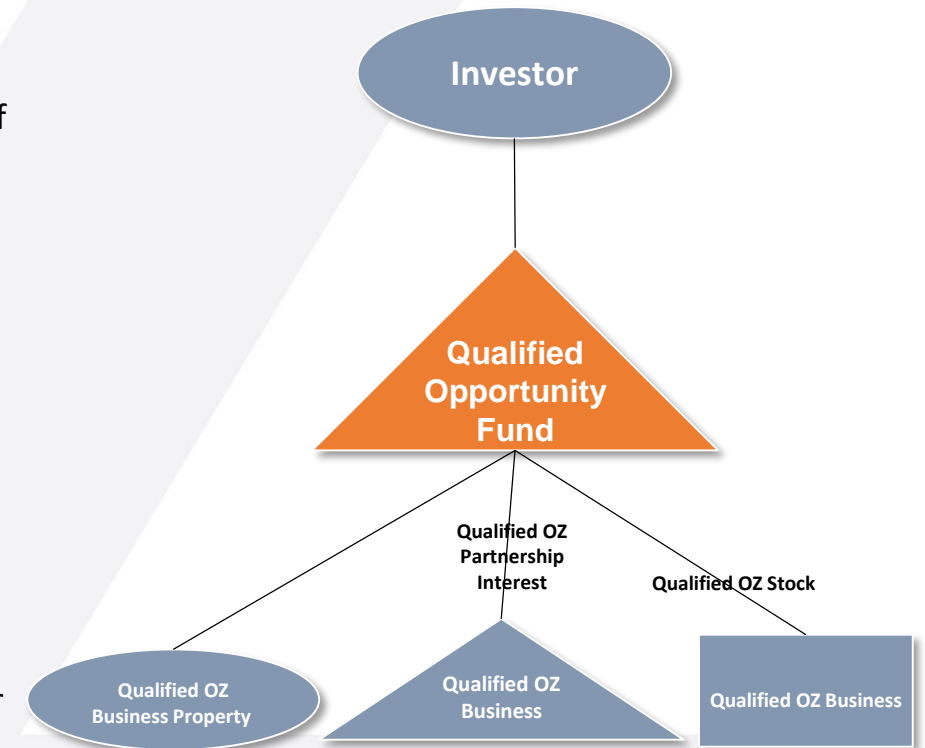 Investor
f
Qualified
Opportunity
Fund
Qualified OZ
Partnership
Interest
Qualified OZ Stock
Qualified OZ
Business Property
Qualified OZ
Business
Qualified OZ Business